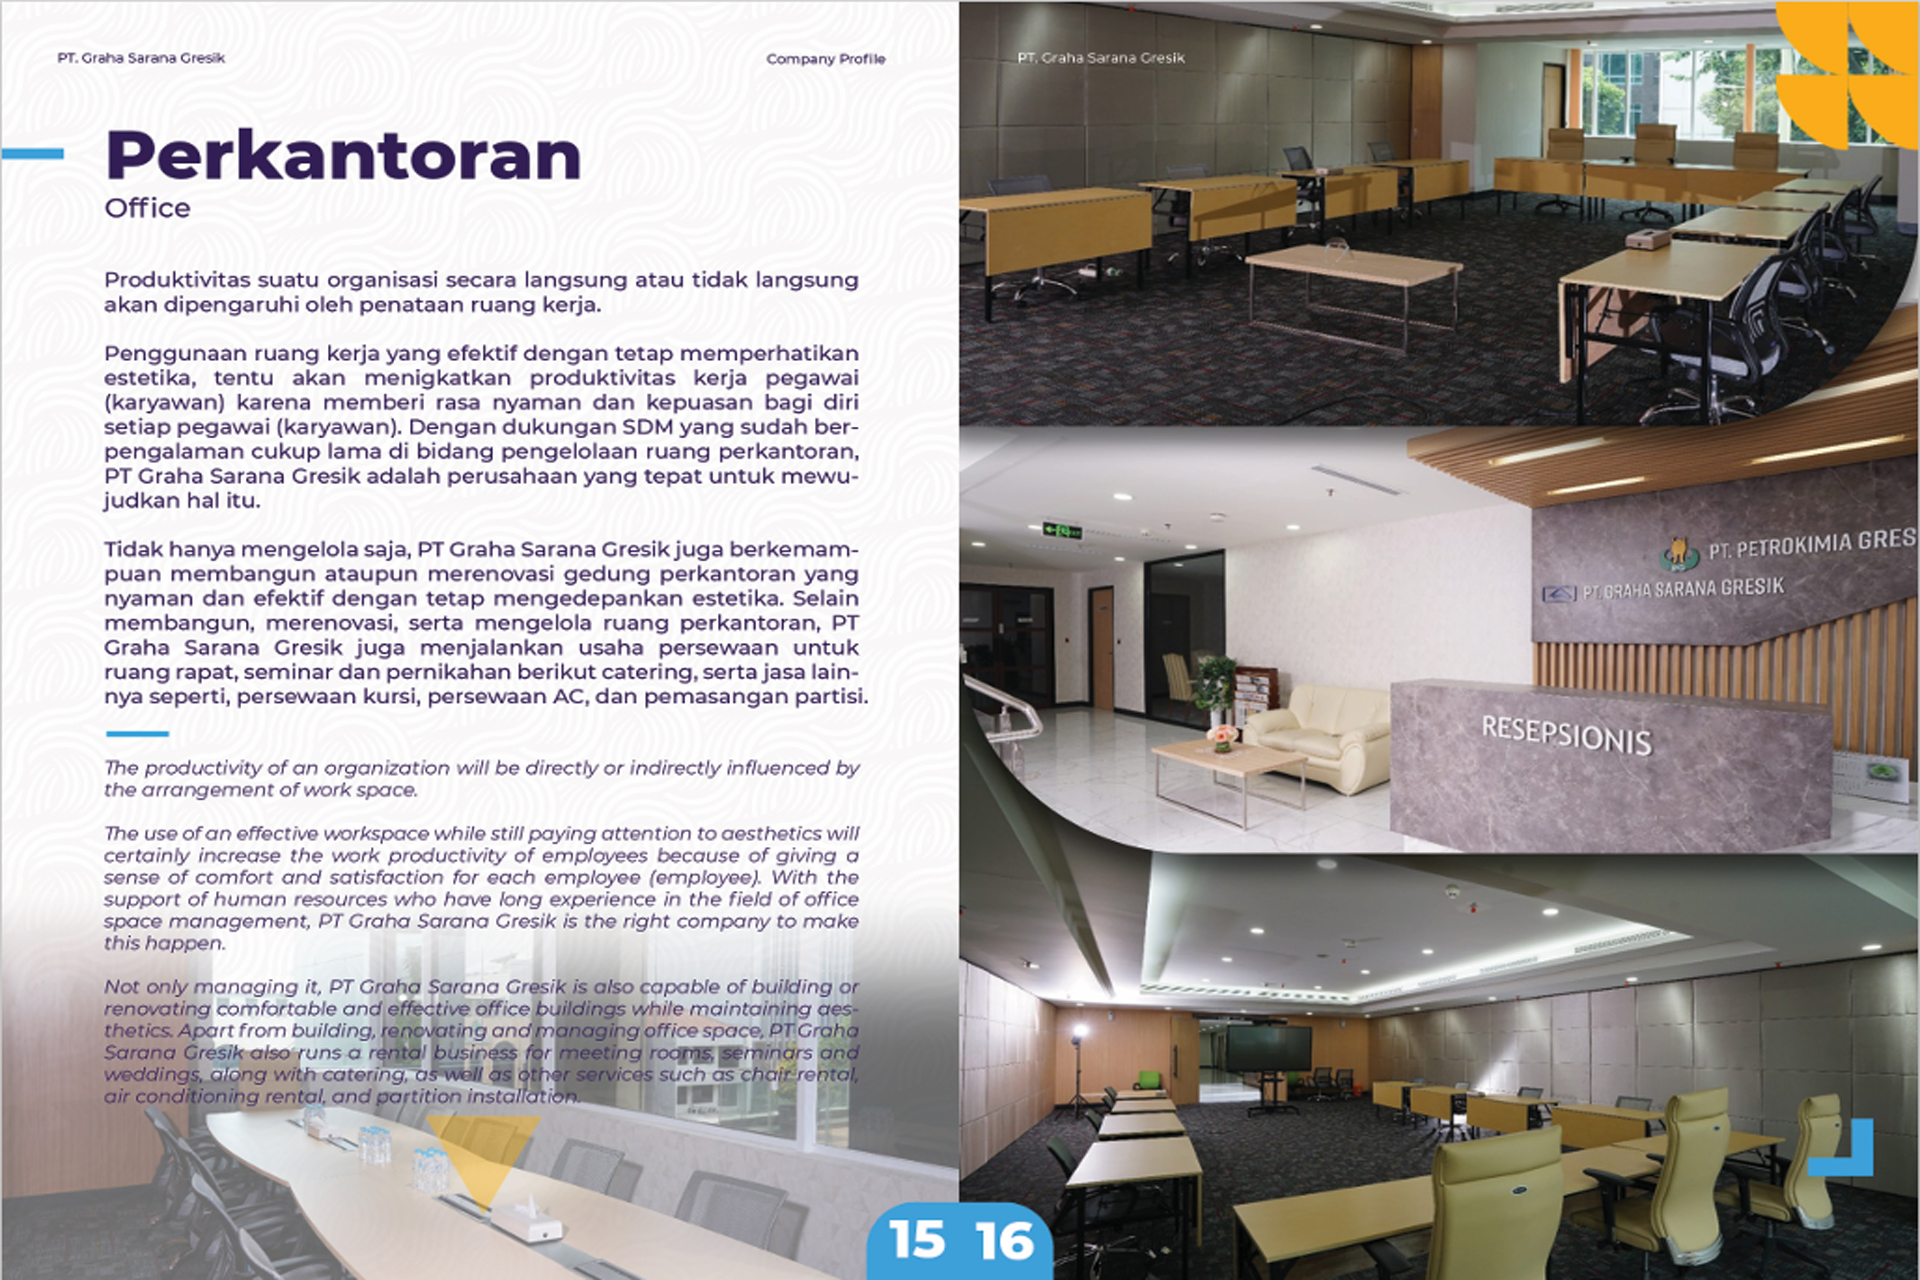 PT. Graha Sarana Gresik
Company Profile
Perkantoran
Office
Produktivitas suatu organisasi secara langsung atau tidak langsung
akan dipengaruhi oleh penataan ruang kerja.
Penggunaan ruang kerja yang efektif dengan tetap memperhatikan
estetika, tentu akan menigkatkan produktivitas kerja pegawai
(karyawan) karena memberi rasa nyaman dan kepuasan bagi diri
setiap pegawai (karyawan). Dengan dukungan SDM yang sudah ber-
pengalaman cukup lama di bidang pengelolaan ruang perkantoran,
PT Graha Sarana Gresik adalah perusahaan yang tepat untuk mewu-
judkan hal itu.
Tidak hanya mengelola saja, PT Graha Sarana Gresik juga berkemam-
puan membangun ataupun merenovasi gedung perkantoran yang
nyaman dan efektif dengan tetap mengedepankan estetika. Selain
membangun, merenovasi, serta mengelola ruang perkantoran, PT
Graha Sarana Gresik juga menjalankan usaha persewaan untuk
ruang rapat, seminar dan pernikahan berikut catering, serta jasa lain-
nya seperti, persewaan kursi, persewaan AC, dan pemasangan partisi.
The productivity of an organization will be directly or indirectly influenced by
the arrangement of work space.
The use of an effective workspace while still paying attention to aesthetics will
certainly increase the work productivity of employees because of giving a
sense of comfort and satisfaction for each employee (employee). With the
support of human resources who have long experience in the field of office
space management, PT Graha Sarana Gresik is the right company to make
this happen.
Not only managing it, PT Graha Sarana Gresik is also capable of building or
renovating comfortable and effective office buildings while maintaining aes-
thetics. Apart from building, renovating and managing office space, PT Graha
Sarana Gresik also runs a rental business for meeting rooms, seminars and
weddings, along with catering, as well as other services such as chair rental,
air conditioning rental, and partition installation.
15 16
PT. Graha Sarana Gresik
PT. PETROKIMIA GRES
PT. GRAHA SARANA GRESIK
RESEPSIONIS